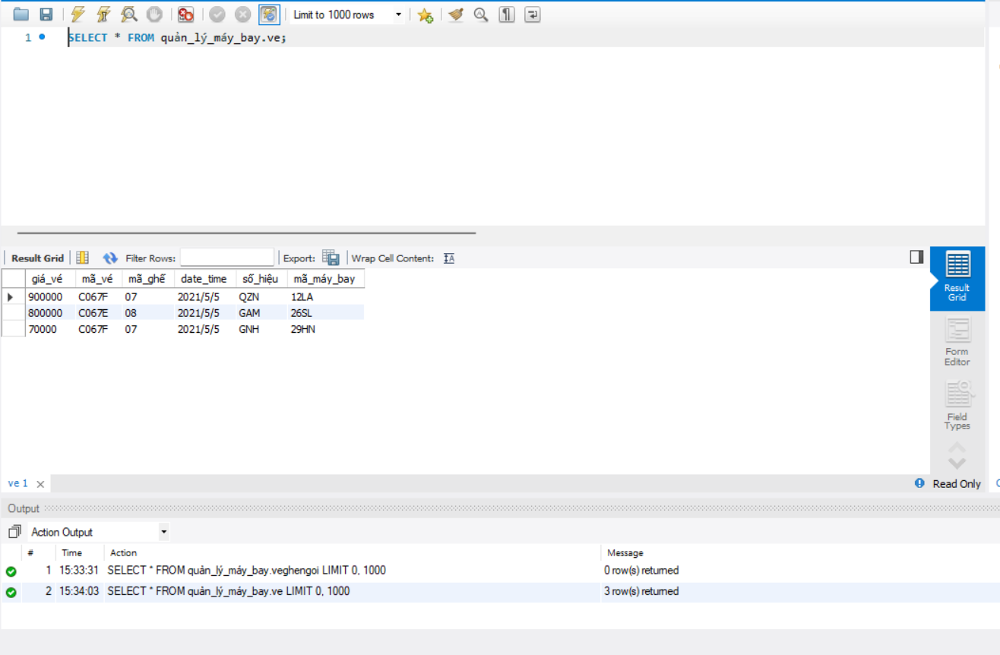 Limit to 1000 rows
1 SELECT * FROM quản_lý_máy_bay.ve;
Result Grid Filter Rows: Export: Wrap Cell Content:
giá_vé mã_vé mã_ghế date_time số_hiệu mã_máy_bay
900000 C067F 07 2021/5/5 QZN 12LA
800000 C067E 08 2021/5/5 GAM 26SL
70000 C067F 07 2021/5/5 GNH 29HN
Result
Grid
Form
Editor
Field
Types
ve 1 Read Only
Output
Action Output
# Time Action Message
1 15:33:31 SELECT * FROM quản_lý_máy_bay.veghengoi LIMIT 0, 1000 0 row(s) returned
2 15:34:03 SELECT * FROM quản_lý_máy_bay.ve LIMIT 0, 1000 3 row(s) returned